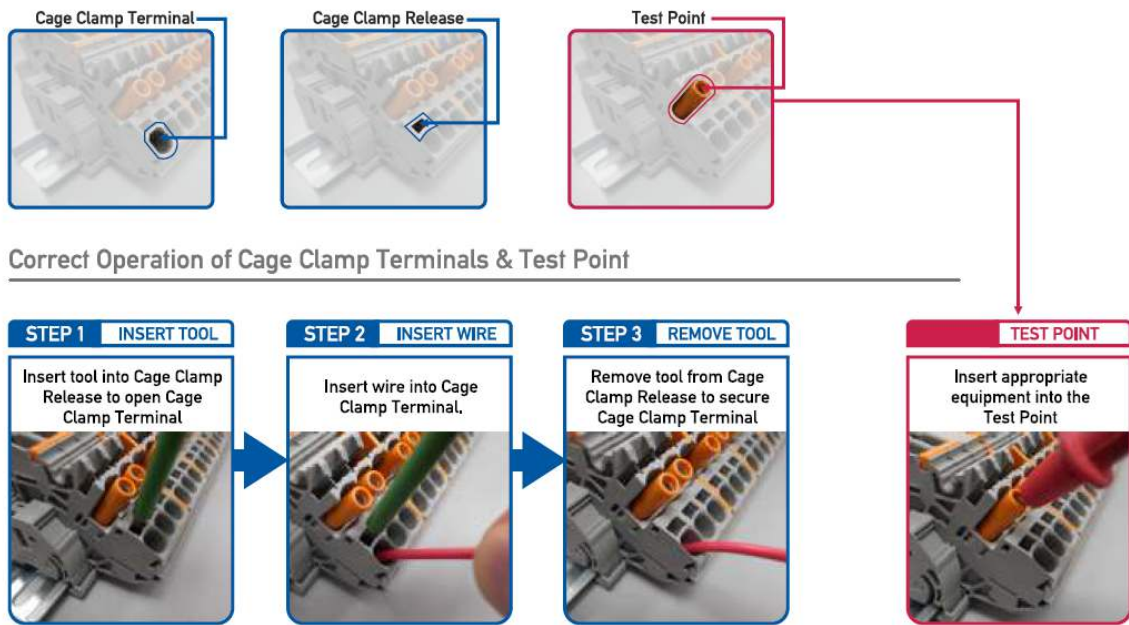 Cage Clamp Terminal
Cage Clamp Release
Test Point
Correct Operation of Cage Clamp Terminals & Test Point
STEP 1 INSERT TOOL
Insert tool into Cage Clamp
Release to open Cage
Clamp Terminal
STEP 2 INSERT WIRE
Insert wire into Cage
Clamp Terminal.
STEP 3 REMOVE TOOL
Remove tool from Cage
Clamp Release to secure
Cage Clamp Terminal
TEST POINT
Insert appropriate
equipment into the
Test Point